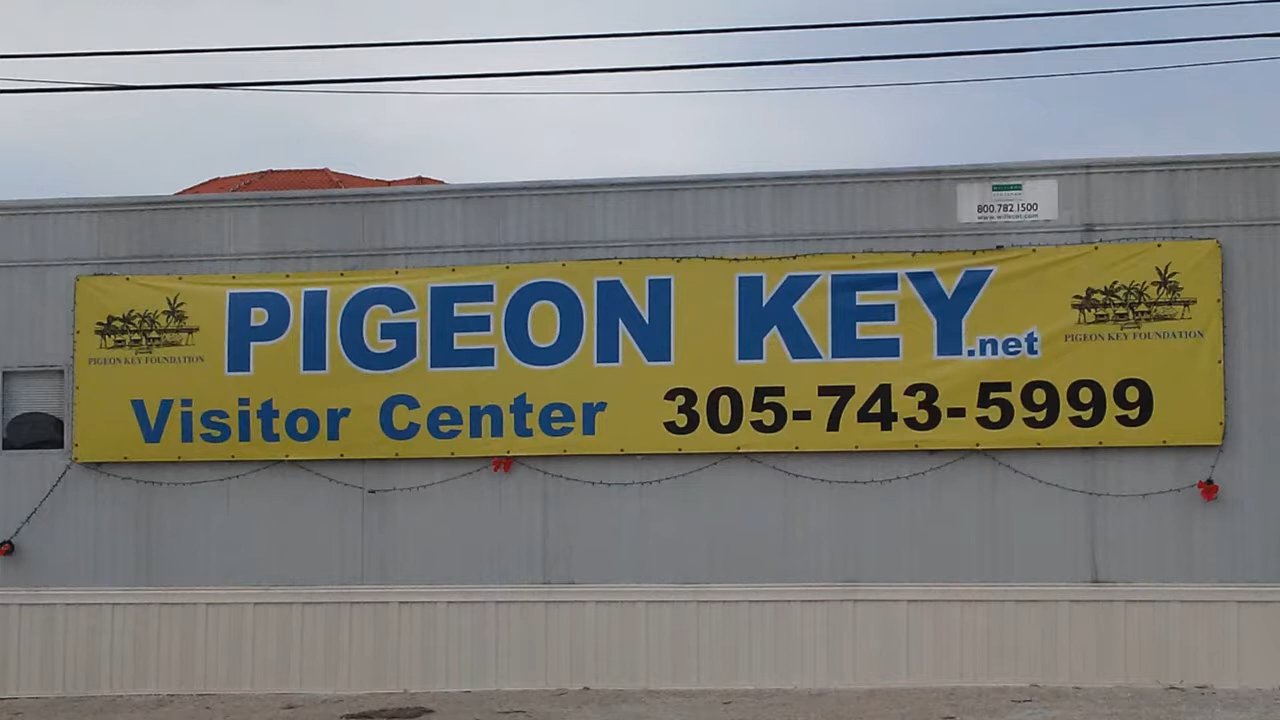 800.782.1500
www.willscot.com
PIGEON KEY.net
PIGEON KEY FOUNDATION
PIGEON KEY FOUNDATION
Visitor Center 305-743-5999